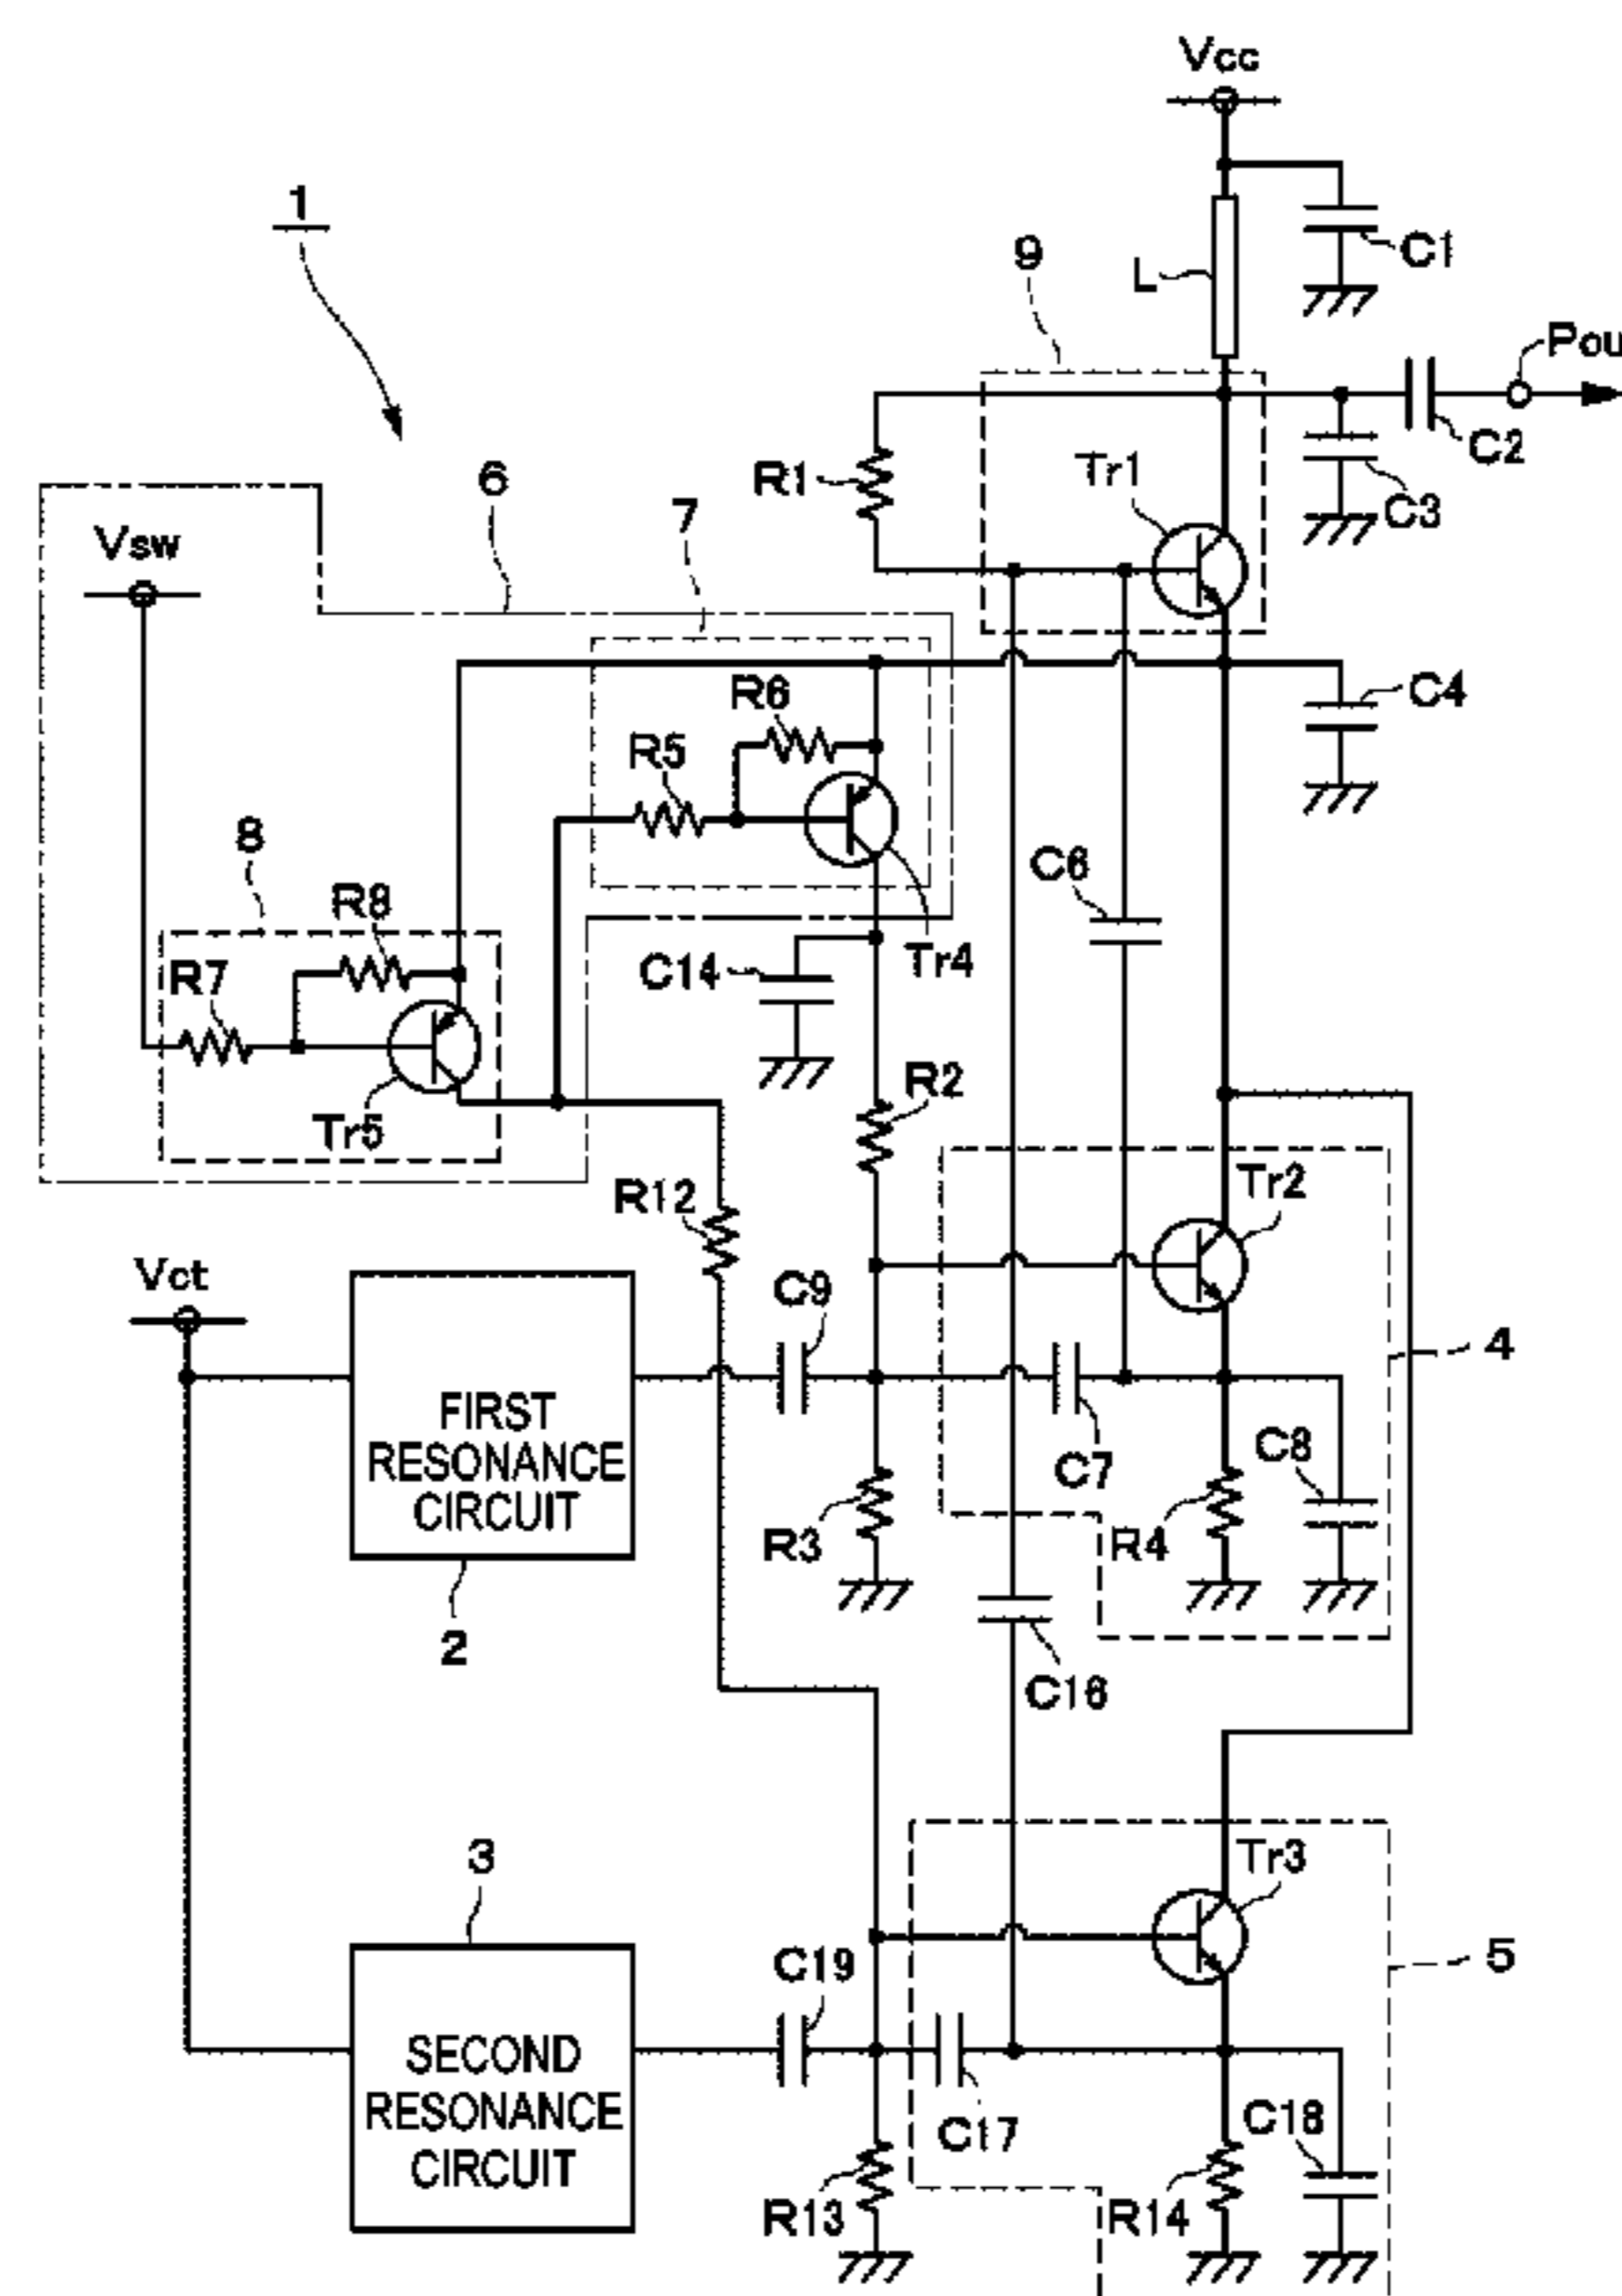 Vcc
1
9
L
C1
Pou
C2
R1
Tr1
C3
6
7
Vsw
R6
C4
R5
8
C6
R8
Tr4
R7
C14
R2
Tr5
R12
Tr2
Vct
C9
4
FIRST
RESONANCE
CIRCUIT
C7
C8
R3
R4
2
C16
3
Tr3
C19
5
SECOND
RESONANCE
CIRCUIT
C17
C18
R13
R14